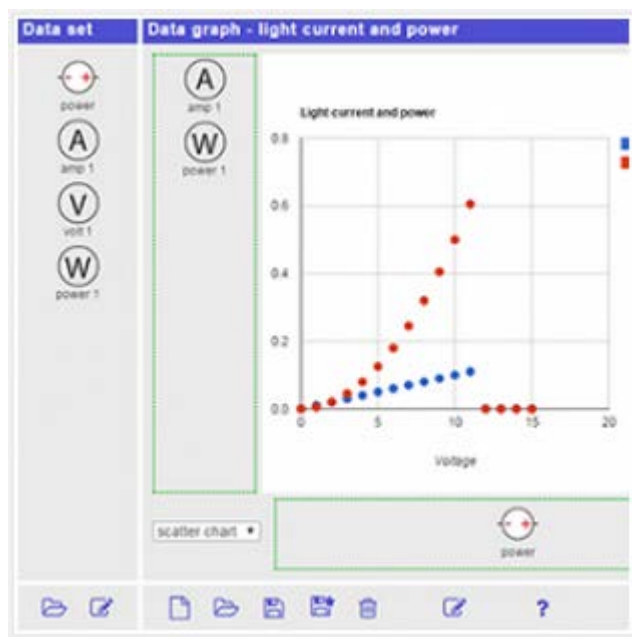 Data set
Data graph - light current and power
power
A
amp 1
V
volt 1
W
power 1
A
amp 1
W
power 1
Light current and power
0.8
0.6
0.4
0.2
0.0
0 5 10 15 20
Voltage
scatter chart
power
?